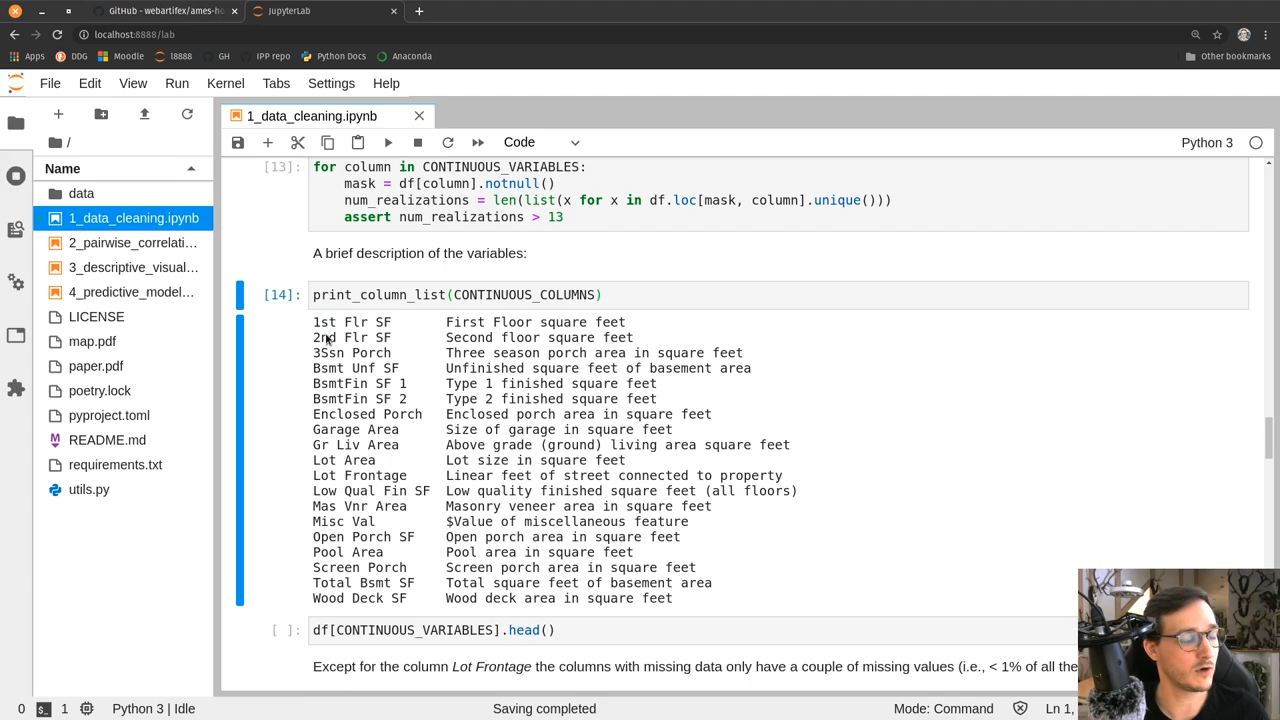 GitHub - webartifex/ames-ho
JupyterLab
localhost:8888/lab
Apps DDG Moodle l8888 GH IPP repo Python Docs Anaconda Other bookmarks
File Edit View Run Kernel Tabs Settings Help
1_data_cleaning.ipynb
Code
Python 3
/
Name
data
1_data_cleaning.ipynb
2_pairwise_correlati…
3_descriptive_visual…
4_predictive_model…
LICENSE
map.pdf
paper.pdf
poetry.lock
pyproject.toml
README.md
requirements.txt
utils.py
[13]: for column in CONTINUOUS_VARIABLES:
mask = df[column].notnull()
num_realizations = len(list(x for x in df.loc[mask, column].unique()))
assert num_realizations > 13
A brief description of the variables:
[14]: print_column_list(CONTINUOUS_COLUMNS)
1st Flr SF First Floor square feet
2nd Flr SF Second floor square feet
3Ssn Porch Three season porch area in square feet
Bsmt Unf SF Unfinished square feet of basement area
BsmtFin SF 1 Type 1 finished square feet
BsmtFin SF 2 Type 2 finished square feet
Enclosed Porch Enclosed porch area in square feet
Garage Area Size of garage in square feet
Gr Liv Area Above grade (ground) living area square feet
Lot Area Lot size in square feet
Lot Frontage Linear feet of street connected to property
Low Qual Fin SF Low quality finished square feet (all floors)
Mas Vnr Area Masonry veneer area in square feet
Misc Val $Value of miscellaneous feature
Open Porch SF Open porch area in square feet
Pool Area Pool area in square feet
Screen Porch Screen porch area in square feet
Total Bsmt SF Total square feet of basement area
Wood Deck SF Wood deck area in square feet
[ ]: df[CONTINUOUS_VARIABLES].head()
Except for the column Lot Frontage the columns with missing data only have a couple of missing values (i.e., < 1% of all the
0 1 Python 3 | Idle Saving completed Mode: Command Ln 1,